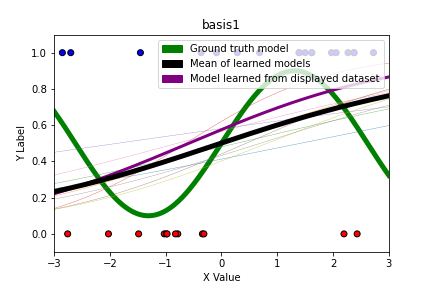 basis1
Ground truth model
Mean of learned models
Model learned from displayed dataset
Y Label
1.0
0.8
0.6
0.4
0.2
0.0
−3
−2
−1
0
1
2
3
X Value